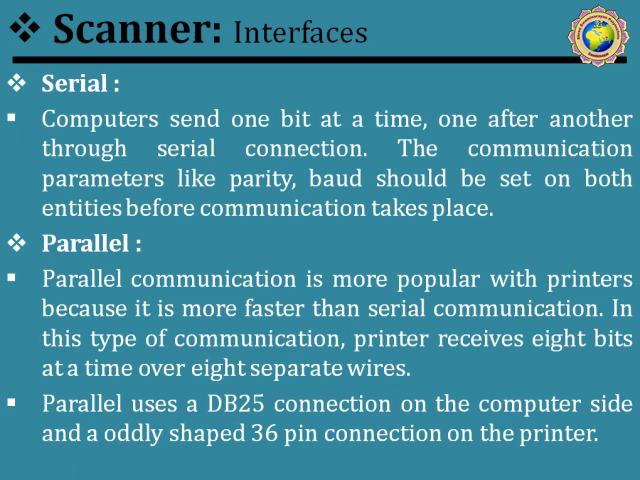 ❖ Scanner: Interfaces
❖ Serial :
▪ Computers send one bit at a time, one after another
through serial connection. The communication
parameters like parity, baud should be set on both
entities before communication takes place.
❖ Parallel :
▪ Parallel communication is more popular with printers
because it is more faster than serial communication. In
this type of communication, printer receives eight bits
at a time over eight separate wires.
▪ Parallel uses a DB25 connection on the computer side
and a oddly shaped 36 pin connection on the printer.